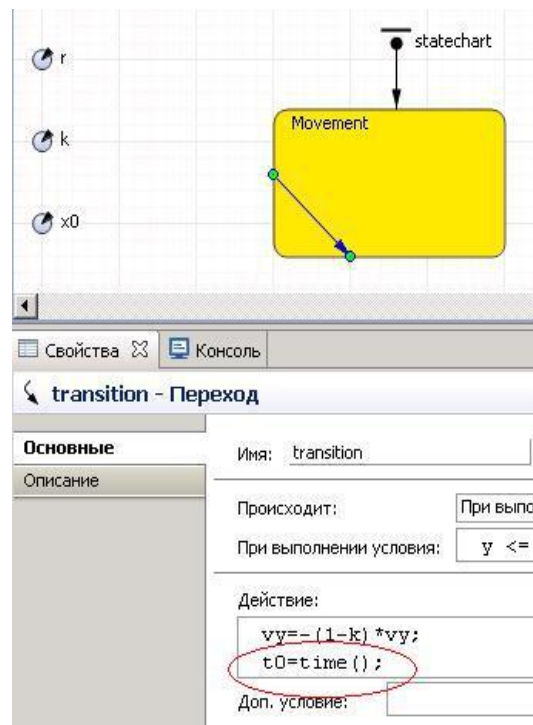 statechart
r
Movement
k
x0
Свойства
Консоль
transition - Переход
Основные
Имя: transition
Описание
Происходит:
При выпо
При выполнении условия: y <=
Действие:
vy=-(1-k)*vy;
t0=time();
Доп. условие: